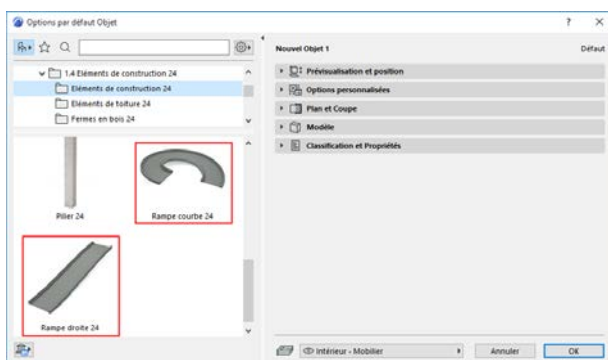 Options par défaut Objet
? ×
Nouvel Objet 1
Défaut
1.4 Eléments de construction 24
Eléments de construction 24
Eléments de toiture 24
Fermes en bois 24
Prévisualisation et position
Options personnalisées
Plan et Coupe
Modèle
Classification et Propriétés
Pilier 24
Rampe courbe 24
Rampe droite 24
Intérieur - Mobilier
Annuler
OK